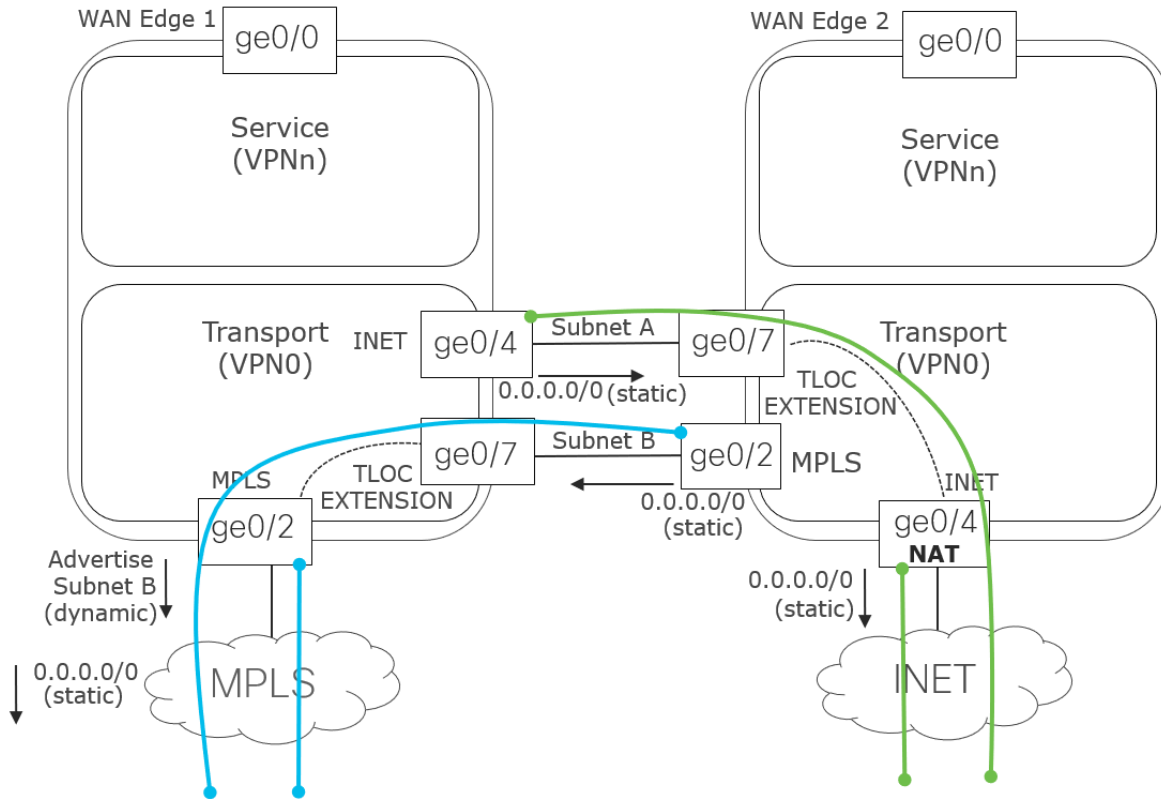 WAN Edge 1
ge0/0
Service
(VPNn)
Transport
(VPN0)
INET
ge0/4
ge0/7
MPLS
TLOC
EXTENSION
ge0/2
Advertise
Subnet B
(dynamic)
0.0.0.0/0
(static)
MPLS
Subnet A
0.0.0.0/0 (static)
Subnet B
0.0.0.0/0
(static)
WAN Edge 2
ge0/0
Service
(VPNn)
Transport
(VPN0)
ge0/7
TLOC
EXTENSION
ge0/2
MPLS
INET
ge0/4
NAT
0.0.0.0/0
(static)
INET